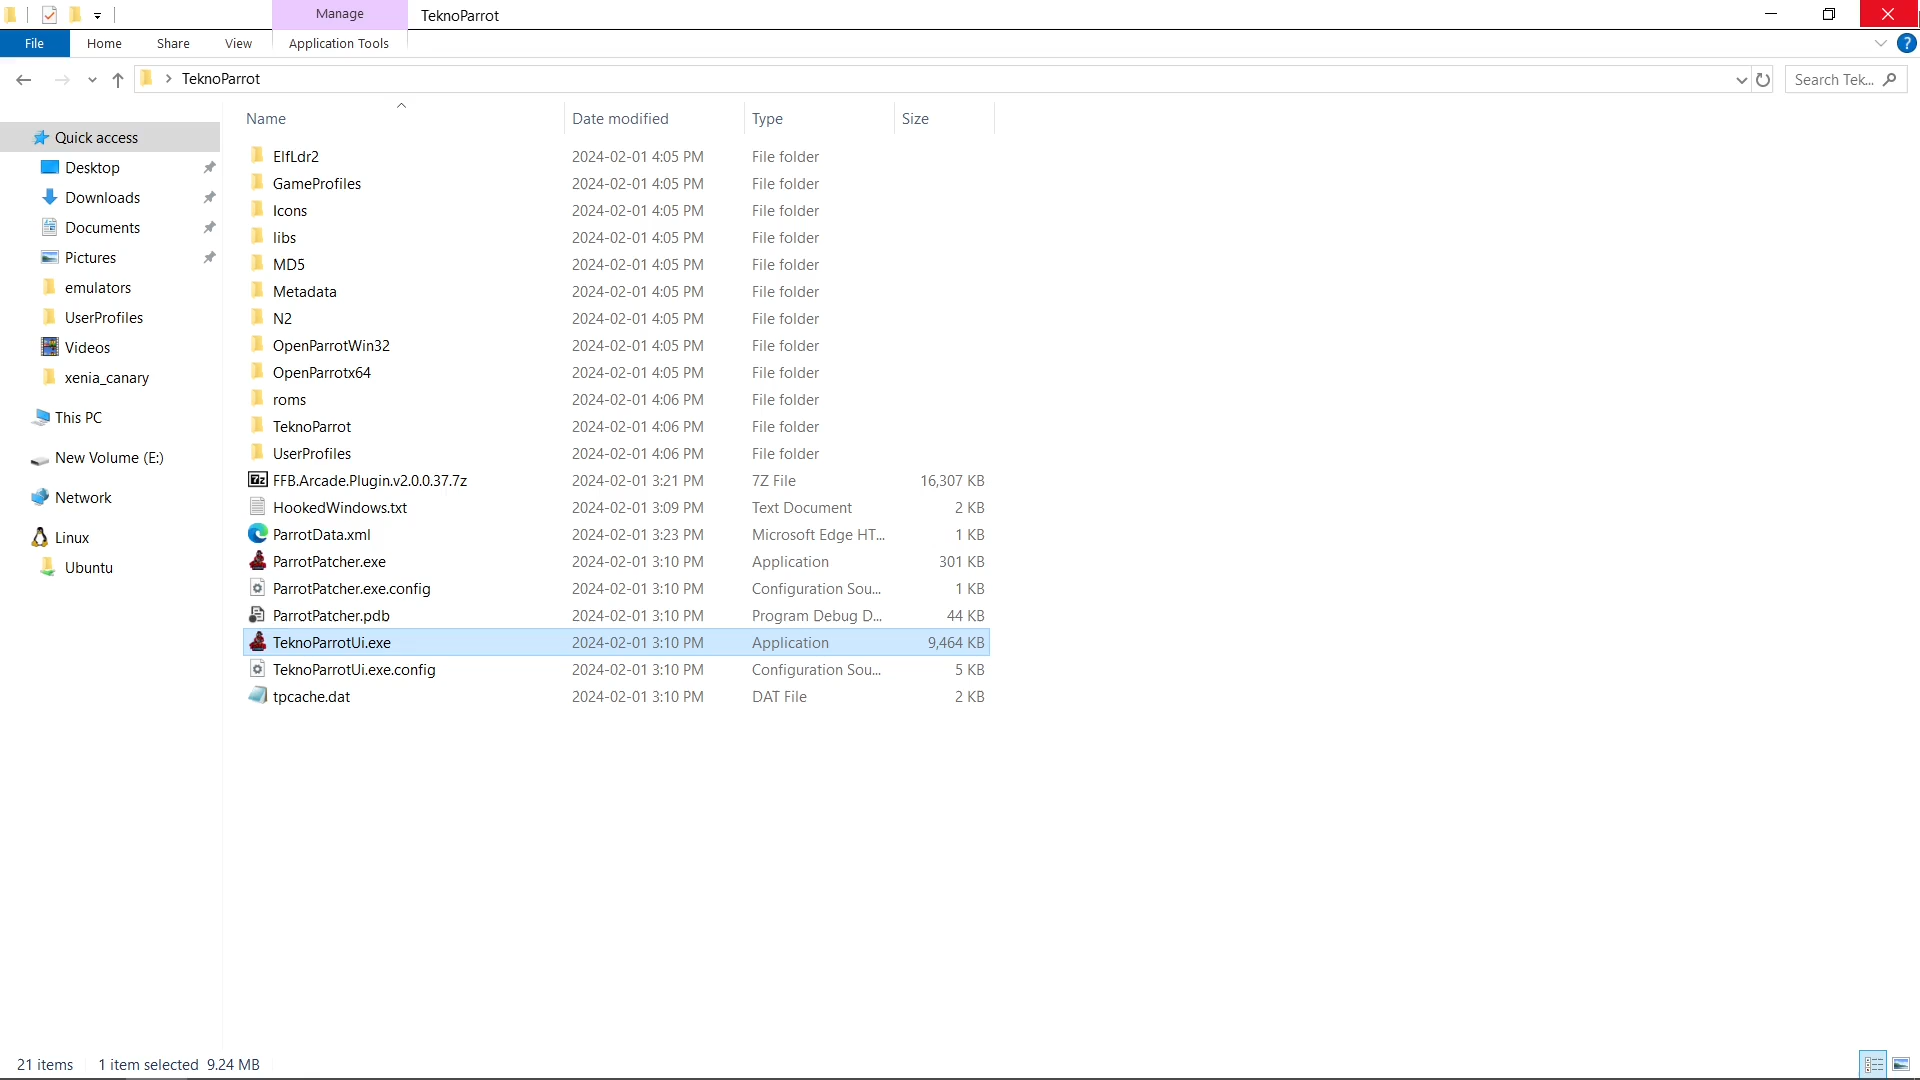 Manage
TeknoParrot
File
Home
Share
View
Application Tools
?
TeknoParrot
Search Tek...
Name
Date modified
Type
Size
Quick access
Desktop
Downloads
Documents
Pictures
emulators
UserProfiles
Videos
xenia_canary
This PC
New Volume (E:)
Network
Linux
Ubuntu
ElfLdr2 2024-02-01 4:05 PM File folder
GameProfiles 2024-02-01 4:05 PM File folder
Icons 2024-02-01 4:05 PM File folder
libs 2024-02-01 4:05 PM File folder
MD5 2024-02-01 4:05 PM File folder
Metadata 2024-02-01 4:05 PM File folder
N2 2024-02-01 4:05 PM File folder
OpenParrotWin32 2024-02-01 4:05 PM File folder
OpenParrotx64 2024-02-01 4:05 PM File folder
roms 2024-02-01 4:06 PM File folder
TeknoParrot 2024-02-01 4:06 PM File folder
UserProfiles 2024-02-01 4:06 PM File folder
7z FFB.Arcade.Plugin.v2.0.0.37.7z 2024-02-01 3:21 PM 7Z File 16,307 KB
HookedWindows.txt 2024-02-01 3:09 PM Text Document 2 KB
ParrotData.xml 2024-02-01 3:23 PM Microsoft Edge HT... 1 KB
ParrotPatcher.exe 2024-02-01 3:10 PM Application 301 KB
ParrotPatcher.exe.config 2024-02-01 3:10 PM Configuration Sou... 1 KB
ParrotPatcher.pdb 2024-02-01 3:10 PM Program Debug D... 44 KB
TeknoParrotUi.exe 2024-02-01 3:10 PM Application 9,464 KB
TeknoParrotUi.exe.config 2024-02-01 3:10 PM Configuration Sou... 5 KB
tpcache.dat 2024-02-01 3:10 PM DAT File 2 KB
21 items 1 item selected 9.24 MB